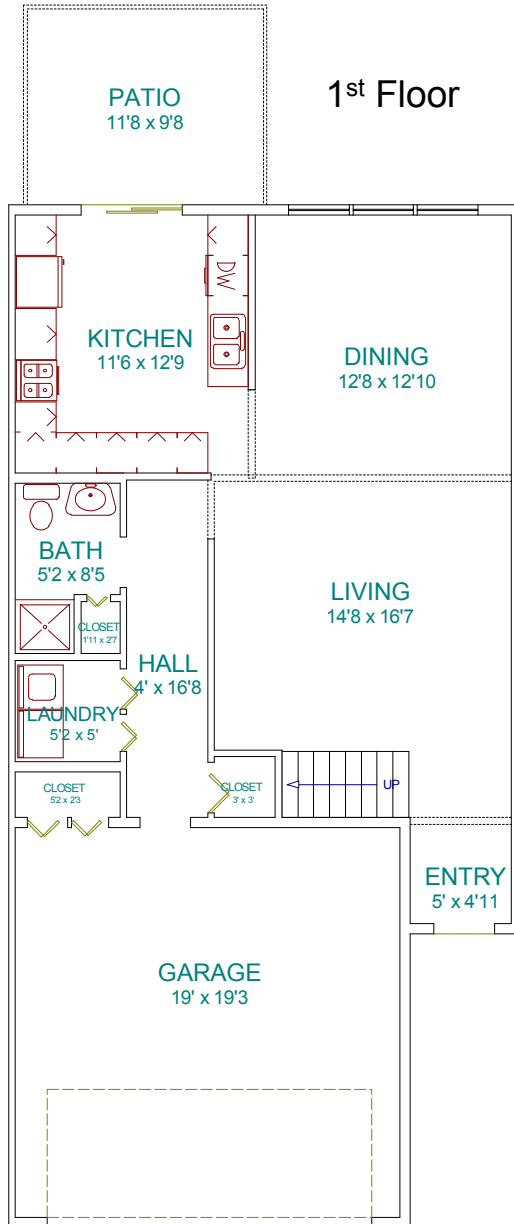 1st Floor
PATIO
11'8 x 9'8
DW
KITCHEN
11'6 x 12'9
DINING
12'8 x 12'10
BATH
5'2 x 8'5
LIVING
14'8 x 16'7
CLOSET
1'11 x 2'7
HALL
4' x 16'8
LAUNDRY
5'2 x 5'
CLOSET
5'2 x 2'3
CLOSET
3' x 3'
UP
ENTRY
5' x 4'11
GARAGE
19' x 19'3